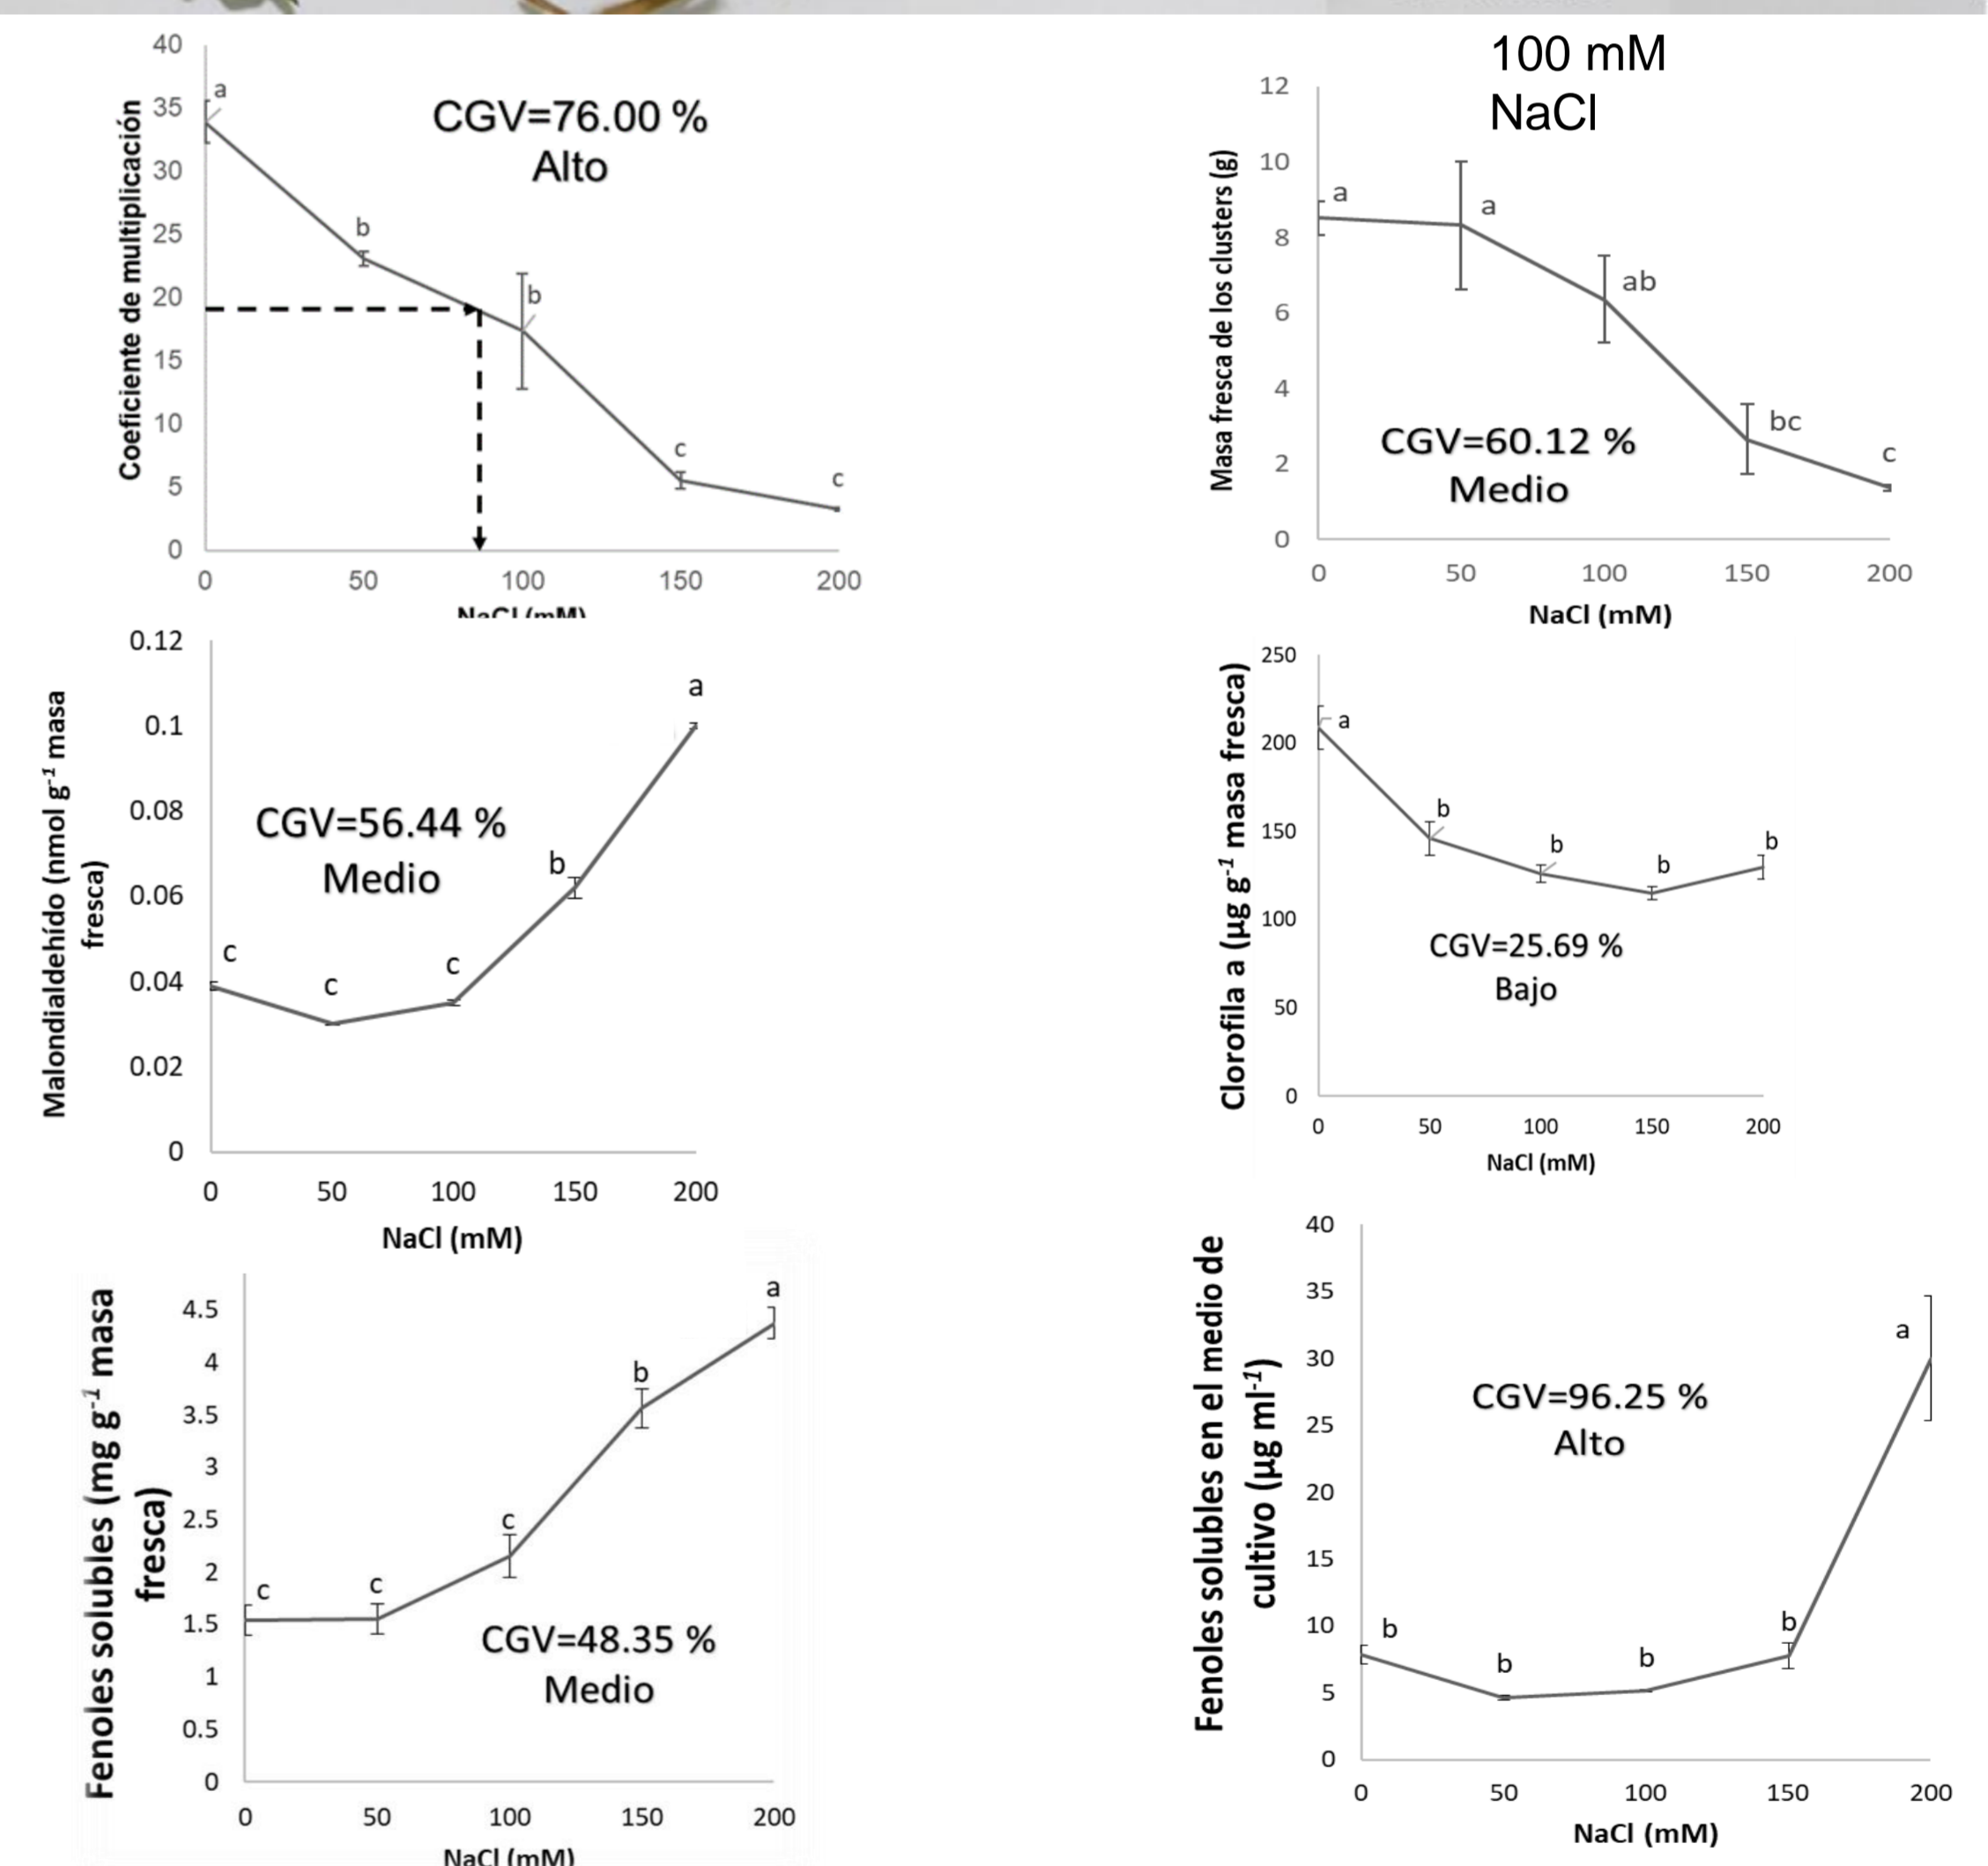 40
35
30
25
20
15
10
5
0
Coeficiente de multiplicación
CGV=76.00 %
Alto
a
b
b
c
c
0 50 100 150 200
NaCl (mM)
100 mM
NaCl
12
10
8
6
4
2
0
Masa fresca de los clusters (g)
a
a
ab
bc
c
CGV=60.12 %
Medio
0 50 100 150 200
NaCl (mM)
0.12
0.1
0.08
0.06
0.04
0.02
0
Malondialdehído (nmol g-1 masa
fresca)
CGV=56.44 %
Medio
c
c
c
b
a
0 50 100 150 200
NaCl (mM)
250
200
150
100
50
0
Clorofila a (µg g-1 masa fresca)
a
b
b
b
b
CGV=25.69 %
Bajo
0 50 100 150 200
NaCl (mM)
4.5
4
3.5
3
2.5
2
1.5
1
0.5
0
Fenoles solubles (mg g-1 masa
fresca)
c
c
c
b
a
CGV=48.35 %
Medio
0 50 100 150 200
NaCl (mM)
40
35
30
25
20
15
10
5
0
Fenoles solubles en el medio de
cultivo (µg ml-1)
CGV=96.25 %
Alto
b
b
b
b
a
0 50 100 150 200
NaCl (mM)